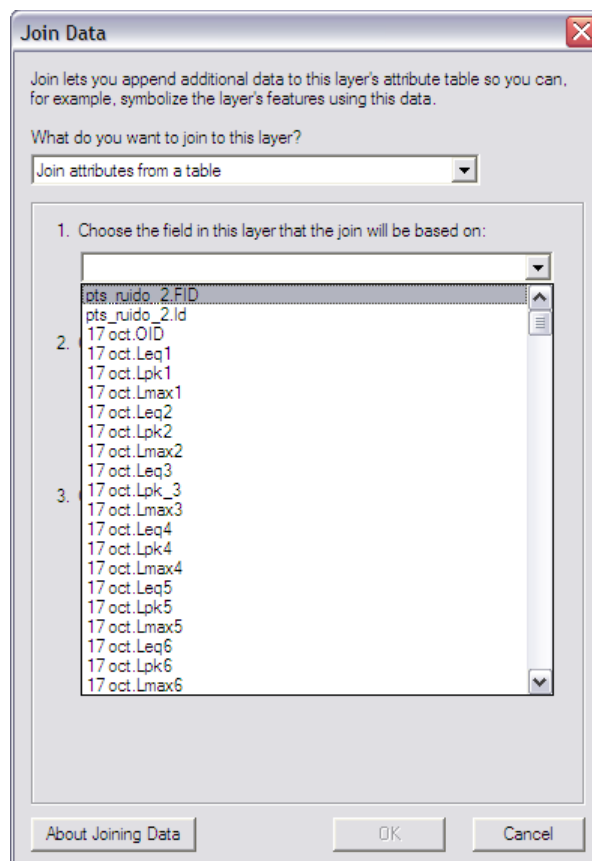 Join Data
Join lets you append additional data to this layer's attribute table so you can,
for example, symbolize the layer's features using this data.
What do you want to join to this layer?
Join attributes from a table
1. Choose the field in this layer that the join will be based on:
pts_ruido_2.FID
pts_ruido_2.Id
2.
17 oct.OID
17 oct.Leq1
17 oct.Lpk1
17 oct.Lmax1
17 oct.Leq2
17 oct.Lpk2
17 oct.Lmax2
17 oct.Leq3
3.
17 oct.Lpk_3
17 oct.Lmax3
17 oct.Leq4
17 oct.Lpk4
17 oct.Lmax4
17 oct.Leq5
17 oct.Lpk5
17 oct.Lmax5
17 oct.Leq6
17 oct.Lpk6
17 oct.Lmax6
About Joining Data
OK
Cancel